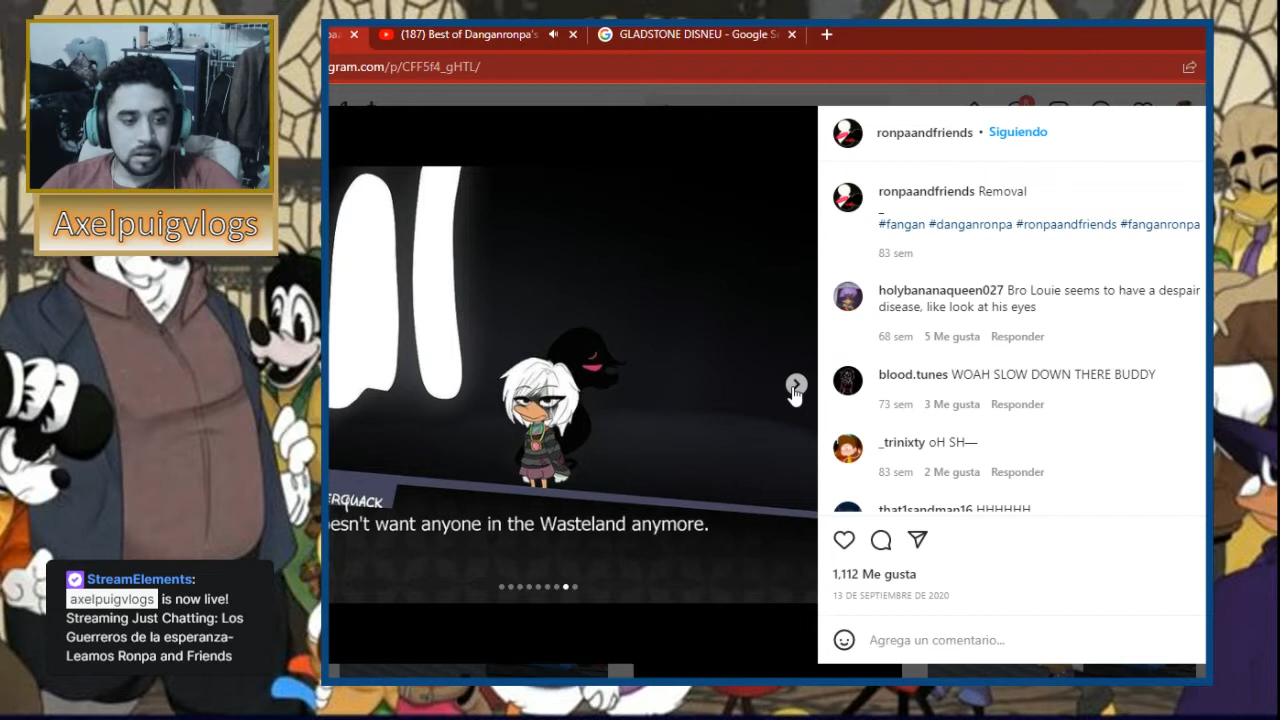 (187) Best of Danganronpa's
GLADSTONE DISNEU - Google S
gram.com/p/CFF5f4_gHTL/
Axelpuigvlogs
ronpaandfriends • Siguiendo
ronpaandfriends Removal
_
#fangan #danganronpa #ronpaandfriends #fanganronpa
83 sem
holybananaqueen027 Bro Louie seems to have a despair
disease, like look at his eyes
68 sem 5 Me gusta Responder
blood.tunes WOAH SLOW DOWN THERE BUDDY
73 sem 3 Me gusta Responder
_trinixty oH SH—
83 sem 2 Me gusta Responder
that1sandman16 HHHHHH
ERQUACK
esn't want anyone in the Wasteland anymore.
1,112 Me gusta
13 DE SEPTIEMBRE DE 2020
Agrega un comentario...
StreamElements:
axelpuigvlogs is now live!
Streaming Just Chatting: Los
Guerreros de la esperanza-
Leamos Ronpa and Friends